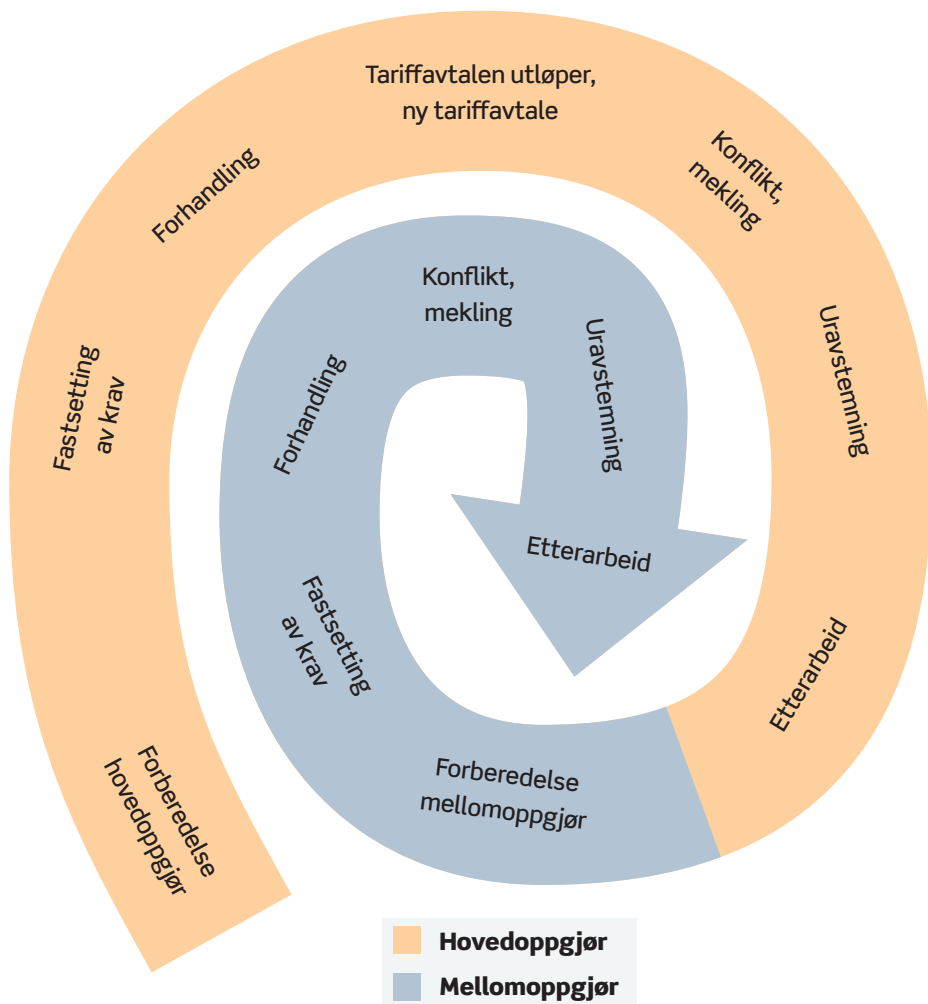 Forberedelse
hovedoppgjør
Fastsetting
av krav
Forhandling
Tariffavtalen utløper,
ny tariffavtale
Konflikt,
mekling
Uravstemning
Etterarbeid
Forberedelse
mellomoppgjør
Fastsetting
av krav
Forhandling
Konflikt,
mekling
Uravstemning
Etterarbeid
Hovedoppgjør
Mellomoppgjør